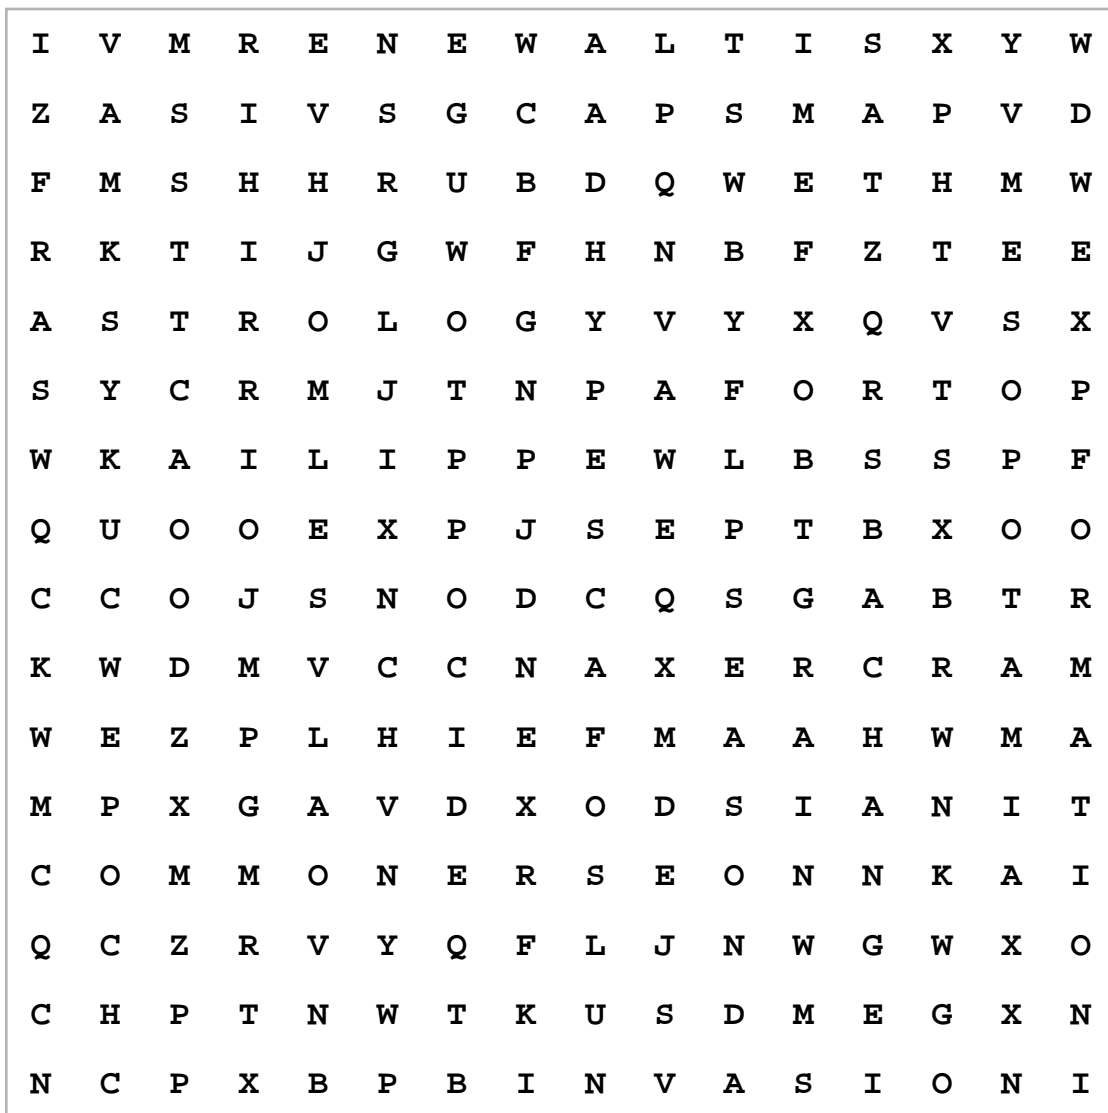 I V M R E N E W A L T I S X Y W
Z A S I V S G C A P S M A P V D
F M S H H R U B D Q W E T H M W
R K T I J G W F H N B F Z T E E
A S T R O L O G Y V Y X Q V S X
S Y C R M J T N P A F O R T O P
W K A I L I P P E W L B S S P F
Q U O O E X P J S E P T B X O O
C C O J S N O D C Q S G A B T R
K W D M V C C N A X E R C R A M
W E Z P L H I E F M A A H W M A
M P X G A V D X O D S I A N I T
C O M M O N E R S E O N N K A I
Q C Z R V Y Q F L J N W G W X O
C H P T N W T K U S D M E G X N
N C P X B P B I N V A S I O N I